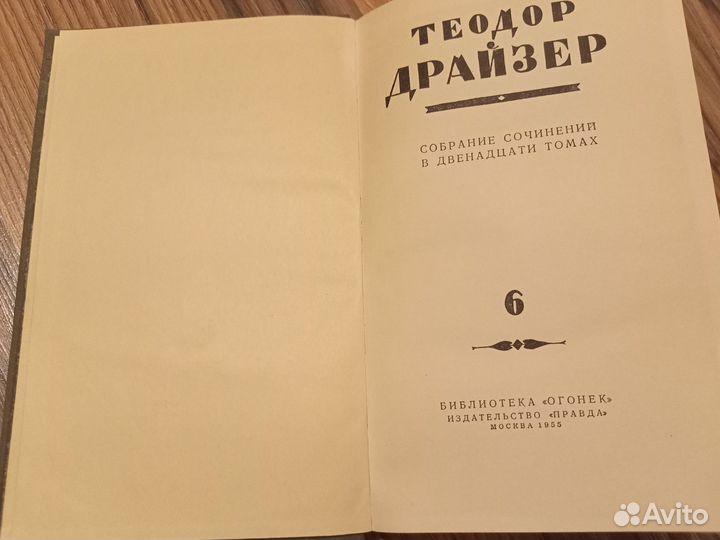 ТЕОДОР
ДРАЙЗЕР
СОБРАНИЕ СОЧИНЕНИЙ
В ДВЕНАДЦАТИ ТОМАХ
6
БИБЛИОТЕКА «ОГОНЕК»
ИЗДАТЕЛЬСТВО «ПРАВДА»
МОСКВА 1955
Avito